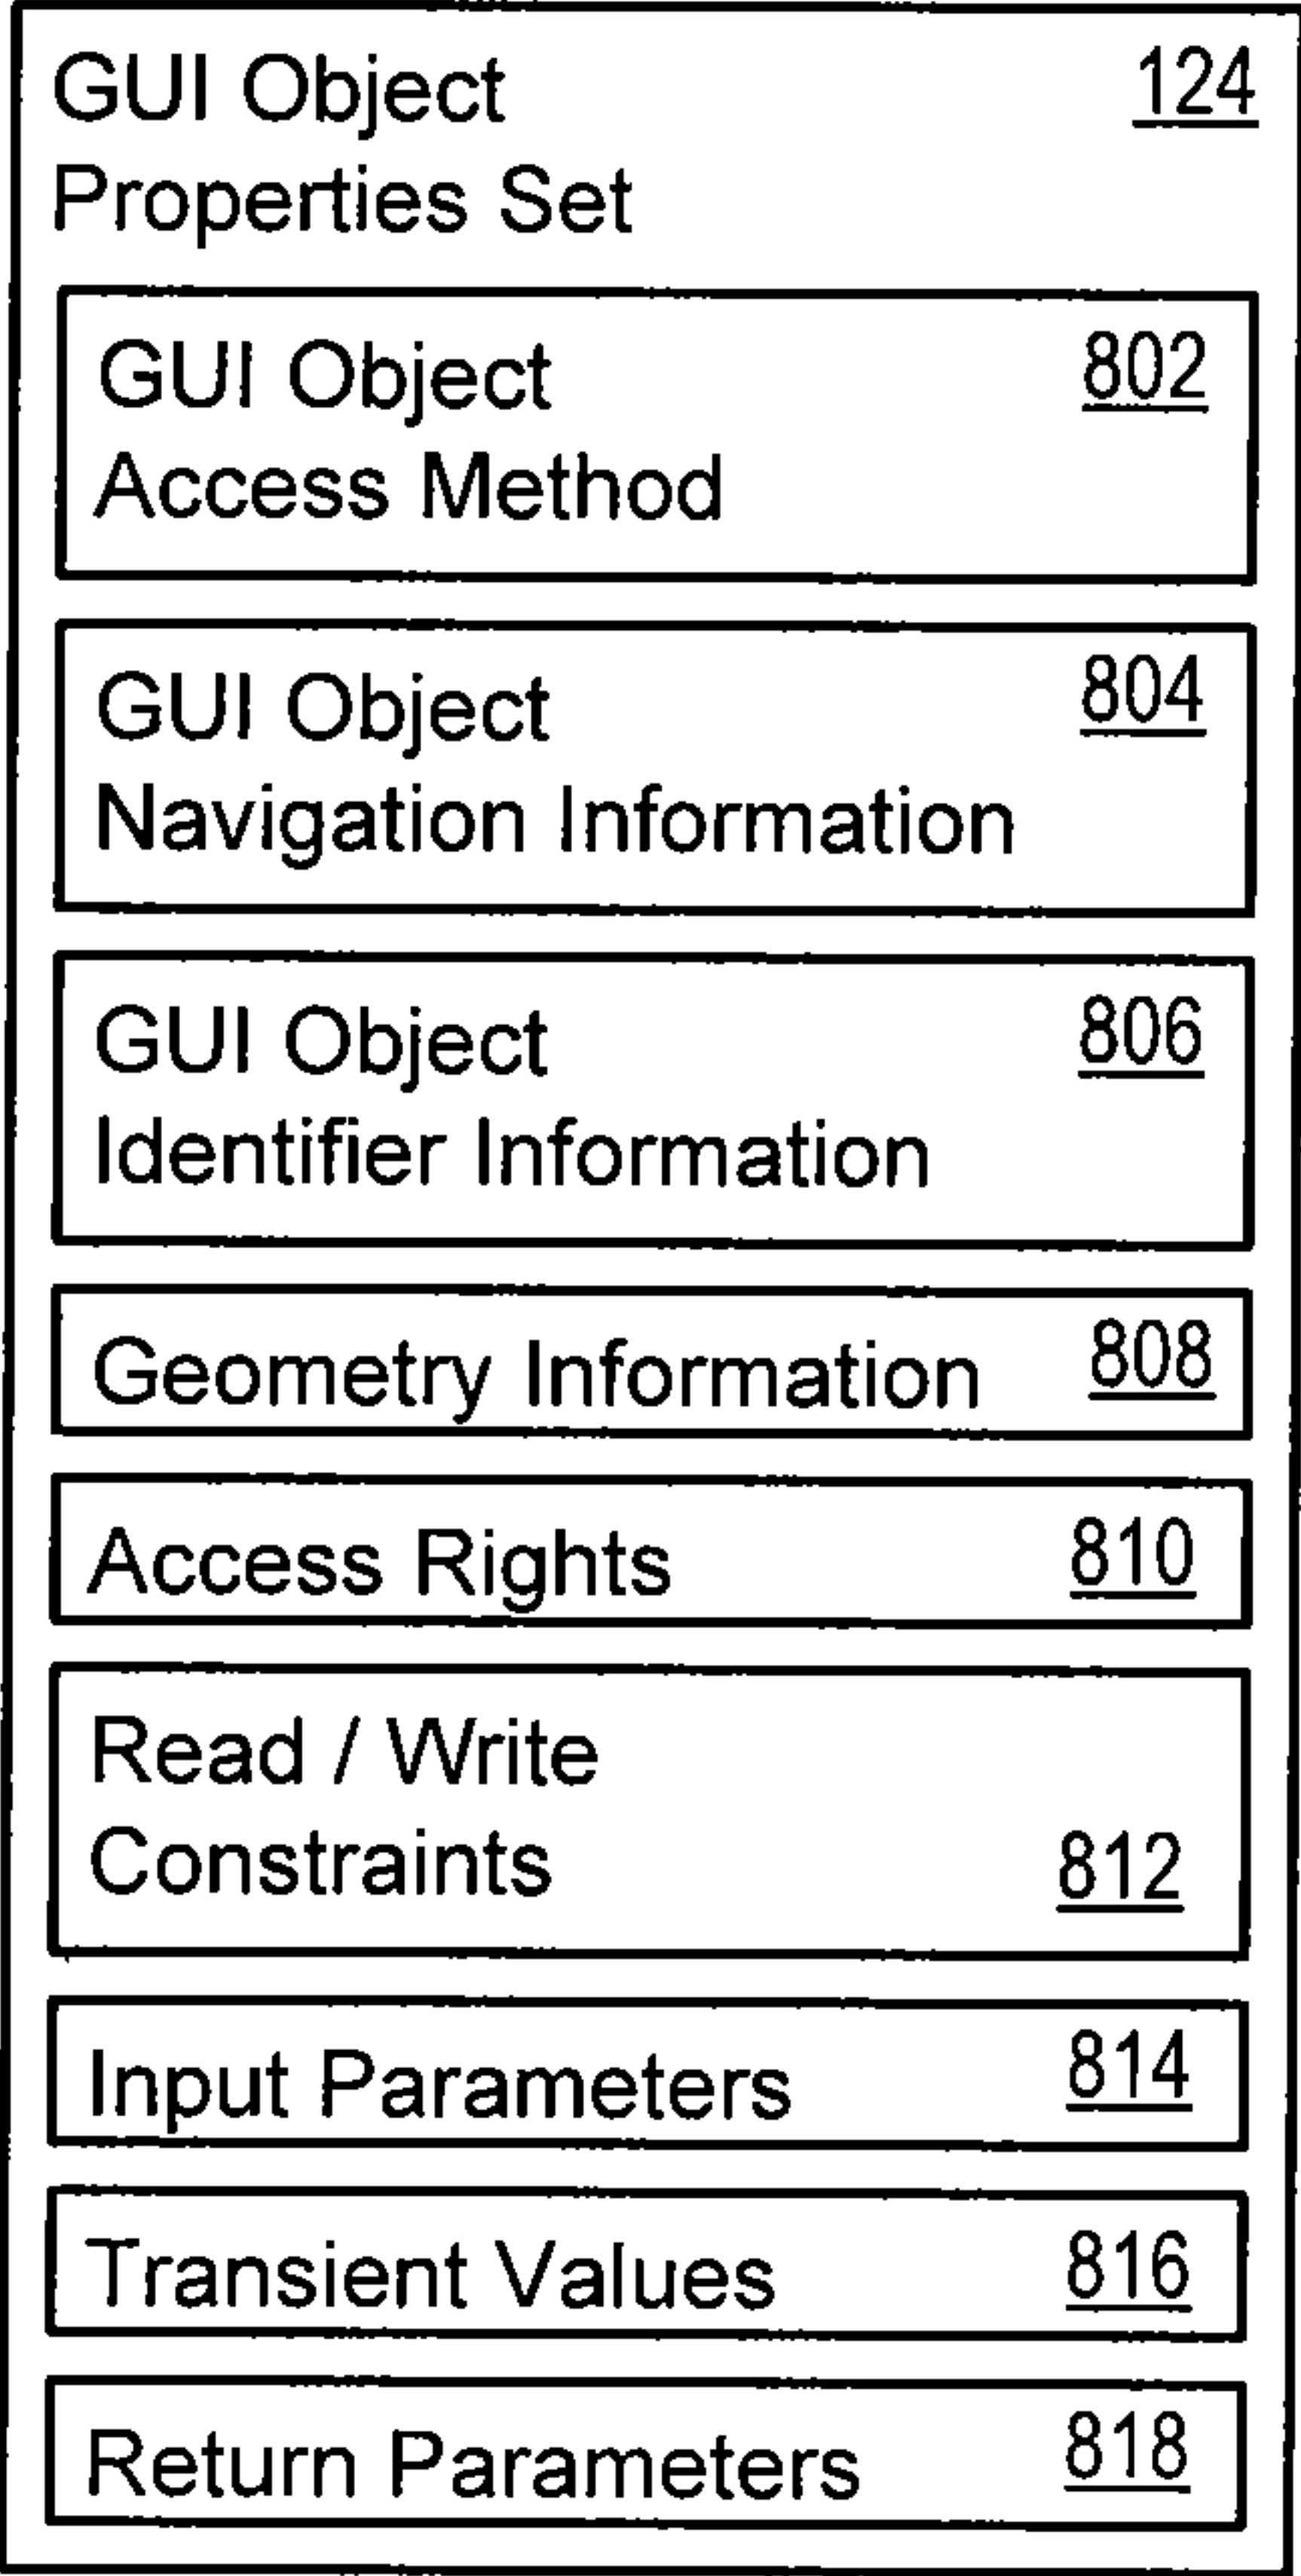 GUI Object 124
Properties Set
GUI Object 802
Access Method
GUI Object 804
Navigation Information
GUI Object 806
Identifier Information
Geometry Information 808
Access Rights 810
Read / Write
Constraints 812
Input Parameters 814
Transient Values 816
Return Parameters 818